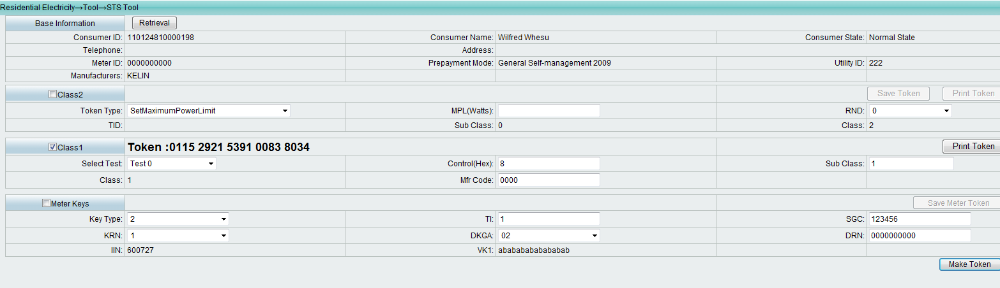 Residential Electricity→Tool→STS Tool
Base Information Retrieval
Consumer ID: 110124810000198 Consumer Name: Wilfred Whesu Consumer State: Normal State
Telephone: Address:
Meter ID: 0000000000 Prepayment Mode: General Self-management 2009 Utility ID: 222
Manufacturers: KELIN
Class2 Save Token Print Token
Token Type: SetMaximumPowerLimit MPL(Watts): RND: 0
TID: Sub Class: 0 Class: 2
Class1 Token :0115 2921 5391 0083 8034 Print Token
Select Test: Test 0 Control(Hex): 8 Sub Class: 1
Class: 1 Mfr Code: 0000
Meter Keys Save Meter Token
Key Type: 2 TI: 1 SGC: 123456
KRN: 1 DKGA: 02 DRN: 0000000000
IIN: 600727 VK1: abababababababab
Make Token